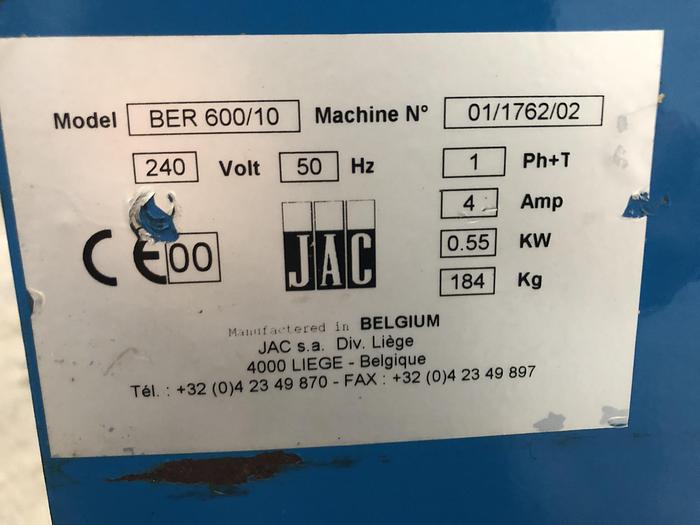 Model BER 600/10 Machine N° 01/1762/02
240 Volt 50 Hz 1 Ph+T
4 Amp
CE 00 JAC 0.55 KW
184 Kg
Manufactered in BELGIUM
JAC s.a. Div. Liège
4000 LIEGE - Belgique
Tél. : +32 (0)4 23 49 870 - FAX : +32 (0)4 23 49 897